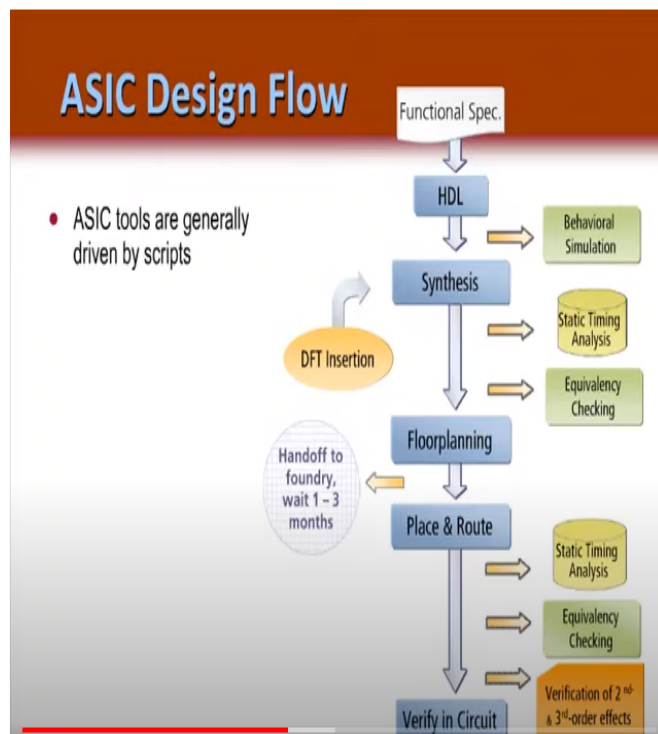 ASIC Design Flow
Functional Spec.
• ASIC tools are generally
driven by scripts
HDL
Behavioral
Simulation
Synthesis
Static Timing
Analysis
DFT Insertion
Equivalency
Checking
Floorplanning
Handoff to
foundry,
wait 1 – 3
months
Place & Route
Static Timing
Analysis
Equivalency
Checking
Verification of 2nd-
& 3rd-order effects
Verify in Circuit